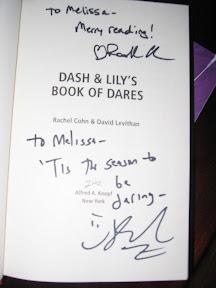 To Melissa-
Merry reading!
DASH & LILY'S
BOOK OF DARES
Rachel Cohn & David Levithan
to Melissa-
'Tis the season to
be
daring-
Alfred A. Knopf
New York